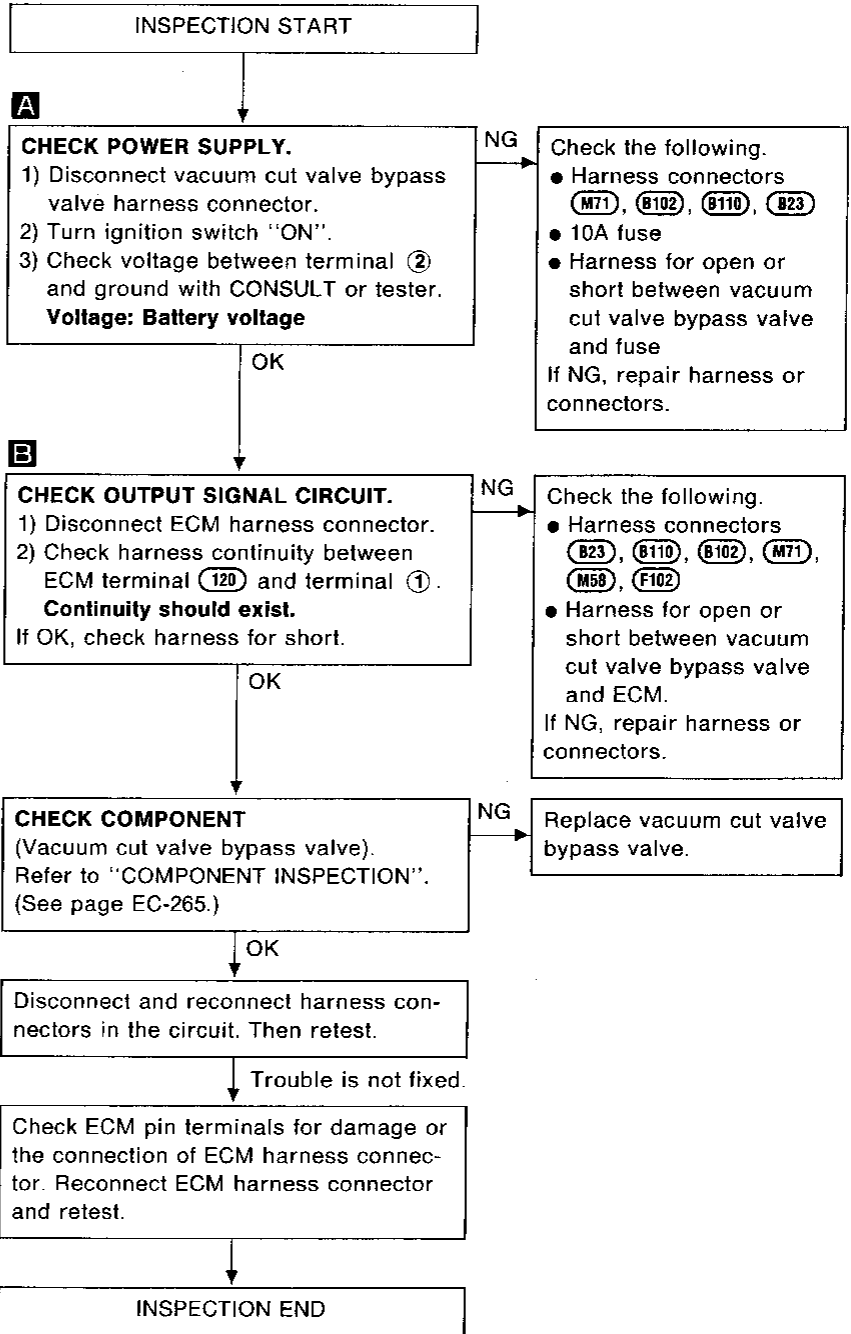 INSPECTION START
A
CHECK POWER SUPPLY.
1) Disconnect vacuum cut valve bypass
valve harness connector.
2) Turn ignition switch "ON".
3) Check voltage between terminal ②
and ground with CONSULT or tester.
Voltage: Battery voltage
NG
Check the following.
● Harness connectors
M71, B102, B110, B23
● 10A fuse
● Harness for open or
short between vacuum
cut valve bypass valve
and fuse
If NG, repair harness or
connectors.
OK
B
CHECK OUTPUT SIGNAL CIRCUIT.
1) Disconnect ECM harness connector.
2) Check harness continuity between
ECM terminal 120 and terminal ①.
Continuity should exist.
If OK, check harness for short.
NG
Check the following.
● Harness connectors
B23, B110, B102, M71,
M58, F102
● Harness for open or
short between vacuum
cut valve bypass valve
and ECM.
If NG, repair harness or
connectors.
OK
CHECK COMPONENT
(Vacuum cut valve bypass valve).
Refer to "COMPONENT INSPECTION".
(See page EC-265.)
NG
Replace vacuum cut valve
bypass valve.
OK
Disconnect and reconnect harness con-
nectors in the circuit. Then retest.
Trouble is not fixed.
Check ECM pin terminals for damage or
the connection of ECM harness connec-
tor. Reconnect ECM harness connector
and retest.
INSPECTION END